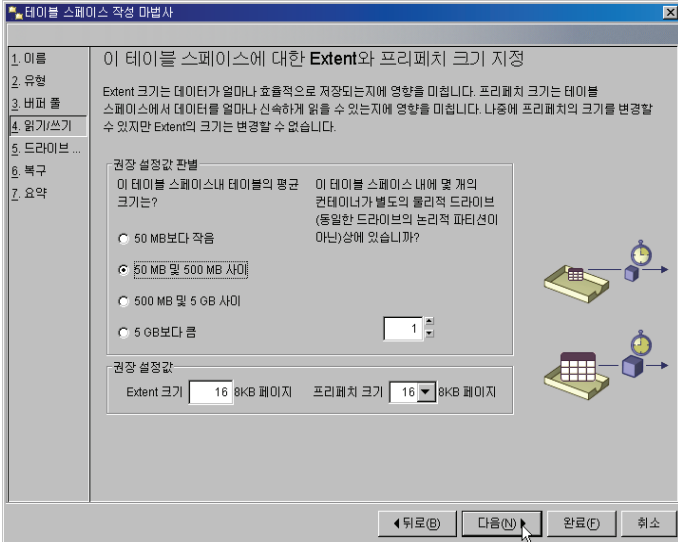 테이블 스페이스 작성 마법사
1. 이름
2. 유형
3. 버퍼 풀
4. 읽기/쓰기
5. 드라이브 ...
6. 복구
7. 요약
이 테이블 스페이스에 대한 Extent와 프리페치 크기 지정
Extent 크기는 데이터가 얼마나 효율적으로 저장되는지에 영향을 미칩니다. 프리페치 크기는 테이블
스페이스에서 데이터를 얼마나 신속하게 읽을 수 있는지에 영향을 미칩니다. 나중에 프리페치의 크기를 변경할
수 있지만 Extent의 크기는 변경할 수 없습니다.
권장 설정값 판별
이 테이블 스페이스내 테이블의 평균
크기는?
50 MB보다 작음
50 MB 및 500 MB 사이
500 MB 및 5 GB 사이
5 GB보다 큼
이 테이블 스페이스 내에 몇 개의
컨테이너가 별도의 물리적 드라이브
(동일한 드라이브의 논리적 파티션이
아닌)상에 있습니까?
1
권장 설정값
Extent 크기 16 8KB 페이지 프리페치 크기 16 8KB 페이지
뒤로(B) 다음(N) 완료(F) 취소